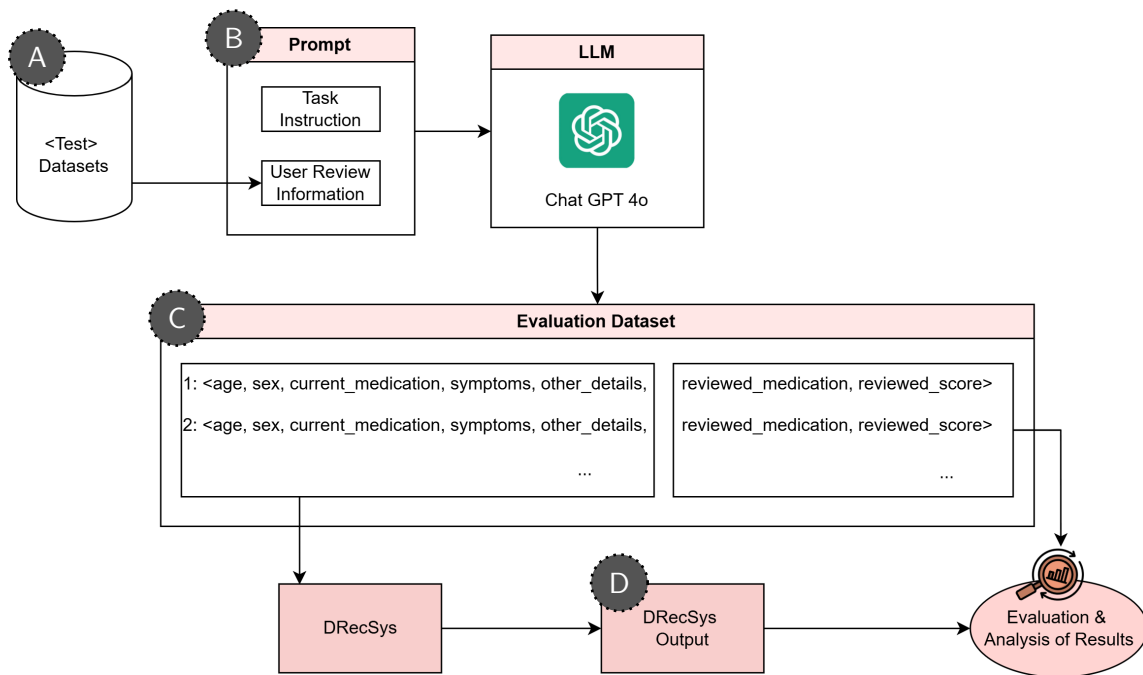 A
<Test>
Datasets
B
Prompt
Task
Instruction
User Review
Information
LLM
Chat GPT 4o
C
Evaluation Dataset
1: <age, sex, current_medication, symptoms, other_details,
reviewed_medication, reviewed_score>
2: <age, sex, current_medication, symptoms, other_details,
reviewed_medication, reviewed_score>
...
...
DRecSys
D
DRecSys
Output
Evaluation &
Analysis of Results